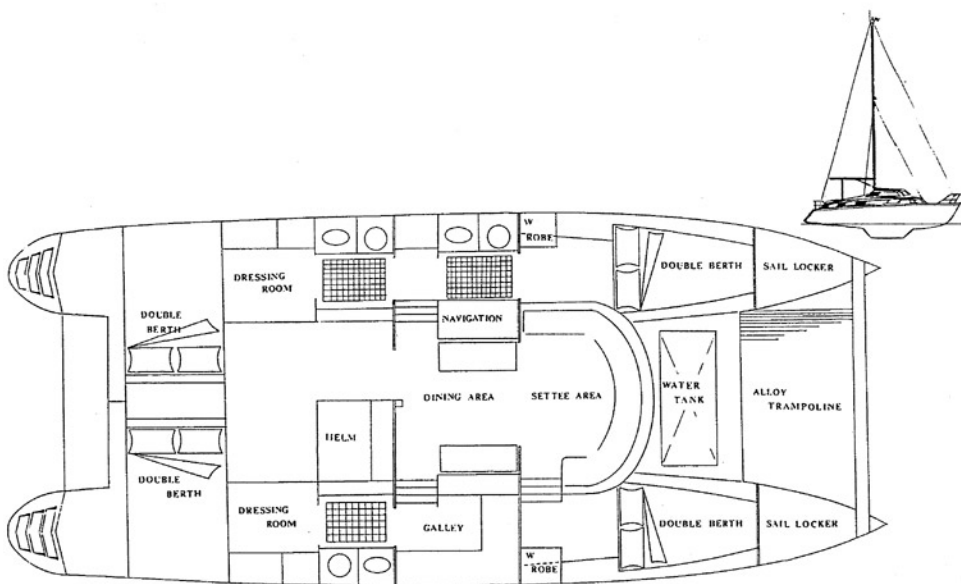 W
ROBE
DOUBLE BERTH
SAIL LOCKER
DRESSING
ROOM
DOUBLE
BERTH
NAVIGATION
DINING AREA
SETTEE AREA
WATER
TANK
ALLOY
TRAMPOLINE
HELM
DOUBLE
BERTH
DRESSING
ROOM
GALLEY
DOUBLE BERTH
SAIL LOCKER
W
ROBE